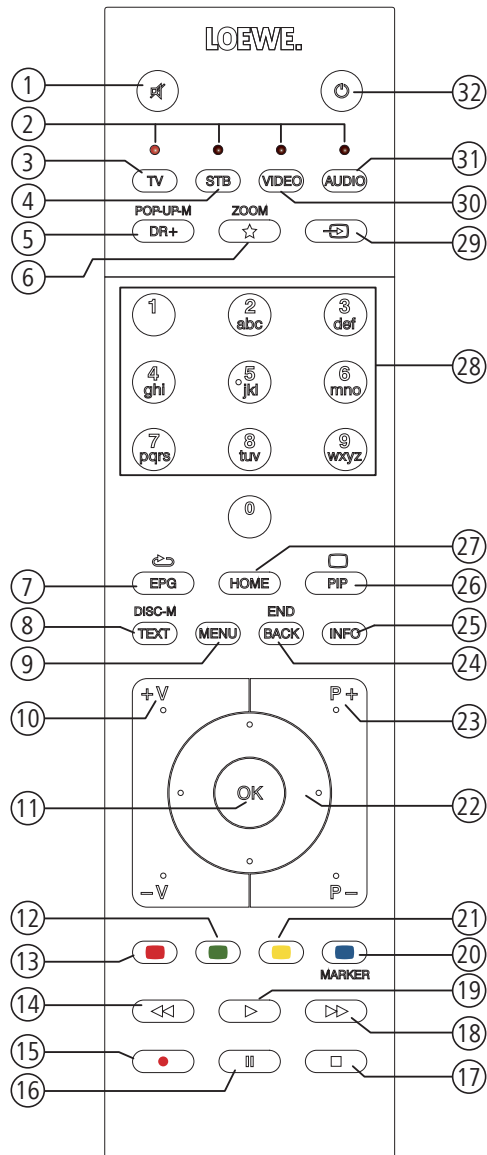 LOEWE.
1
32
2
3
TV
STB
VIDEO
AUDIO
31
4
30
POP-UP-M
ZOOM
5
DR+
29
6
1
2
abc
3
def
4
ghi
5
jkl
6
mno
28
7
pqrs
8
tuv
9
wxyz
0
27
7
EPG
HOME
PIP
26
DISC-M
END
8
TEXT
MENU
BACK
INFO
25
9
24
+V
P+
10
23
11
OK
22
-V
P-
12
21
13
20
MARKER
14
19
18
15
16
17